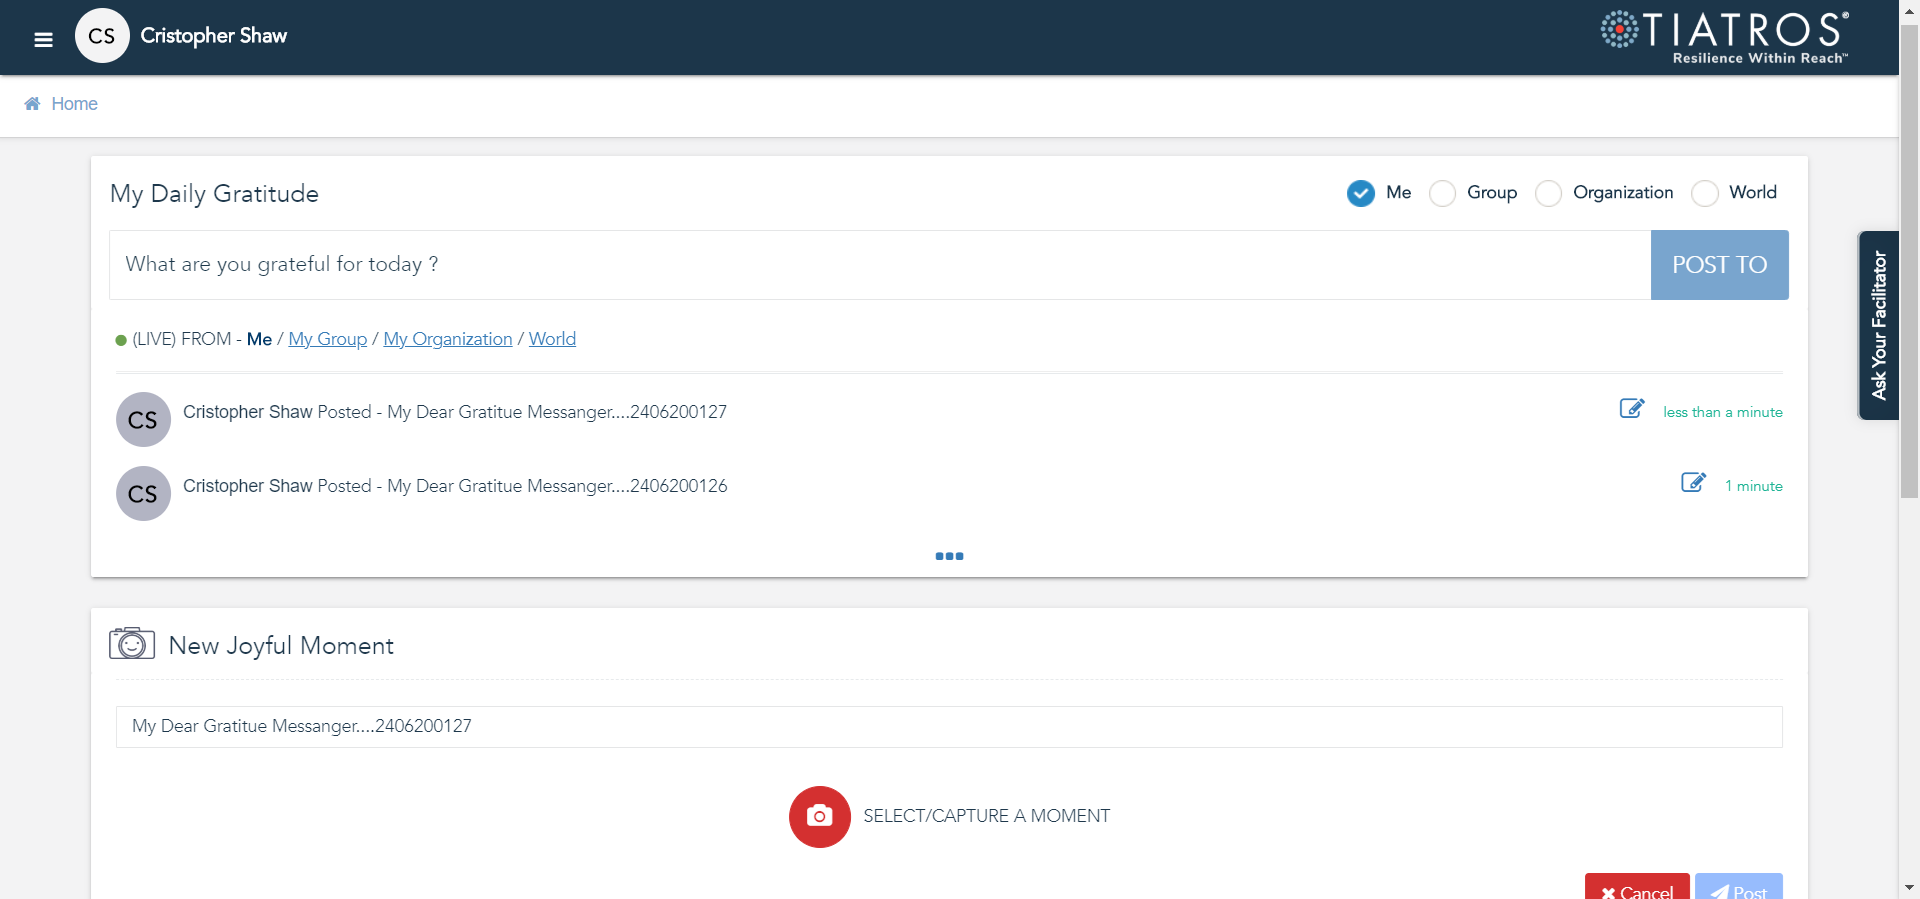 CS Cristopher Shaw
TIATROS®
Resilience Within Reach™
Home
My Daily Gratitude
Me Group Organization World
What are you grateful for today ?
POST TO
Ask Your Facilitator
(LIVE) FROM - Me / My Group / My Organization / World
CS Cristopher Shaw Posted - My Dear Gratitue Messanger....2406200127 less than a minute
CS Cristopher Shaw Posted - My Dear Gratitue Messanger....2406200126 1 minute
New Joyful Moment
My Dear Gratitue Messanger....2406200127
SELECT/CAPTURE A MOMENT
Cancel Post